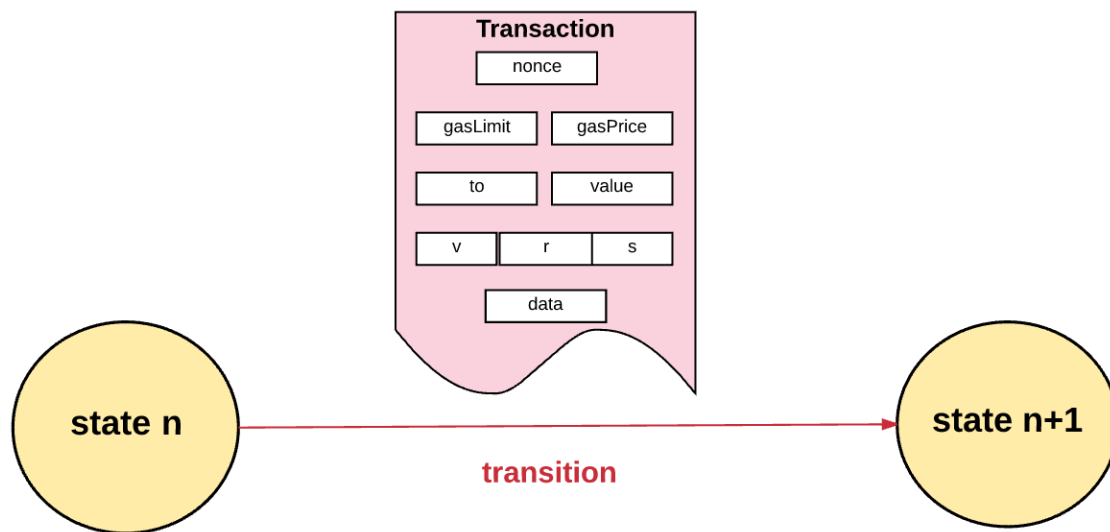 Transaction
nonce
gasLimit gasPrice
to value
v r s
data
state n
state n+1
transition